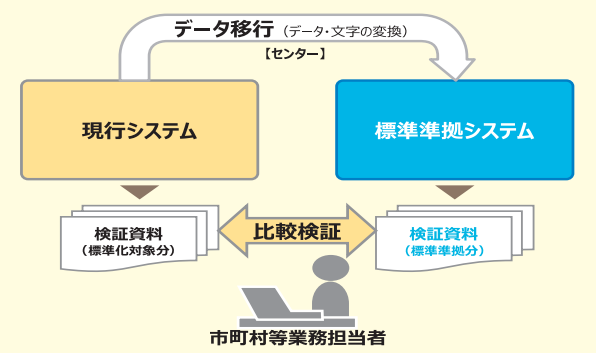 データ移行（データ・文字の変換）
【センター】
現行システム
標準準拠システム
検証資料
（標準化対象分）
比較検証
検証資料
（標準準拠分）
市町村等業務担当者